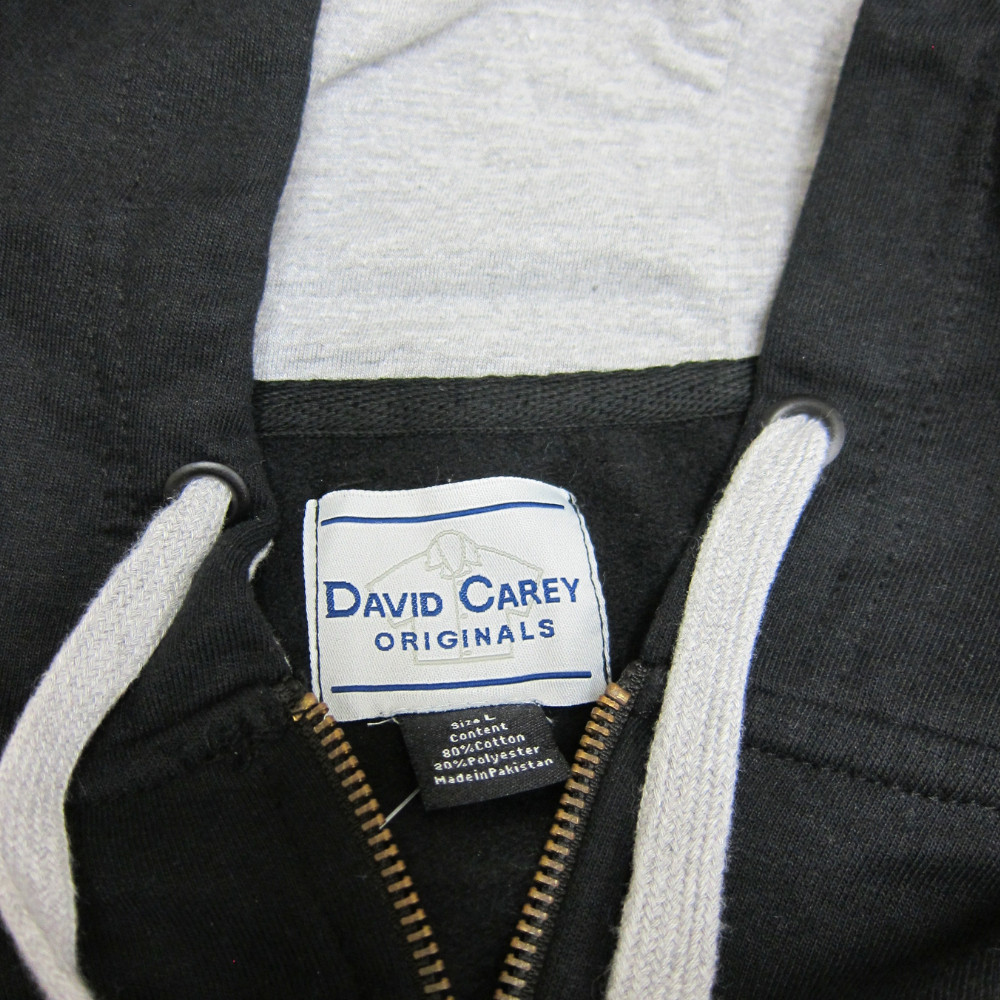 DAVID CAREY
ORIGINALS
Size L
Content
80%Cotton
20%Polyester
MadeinPakistan